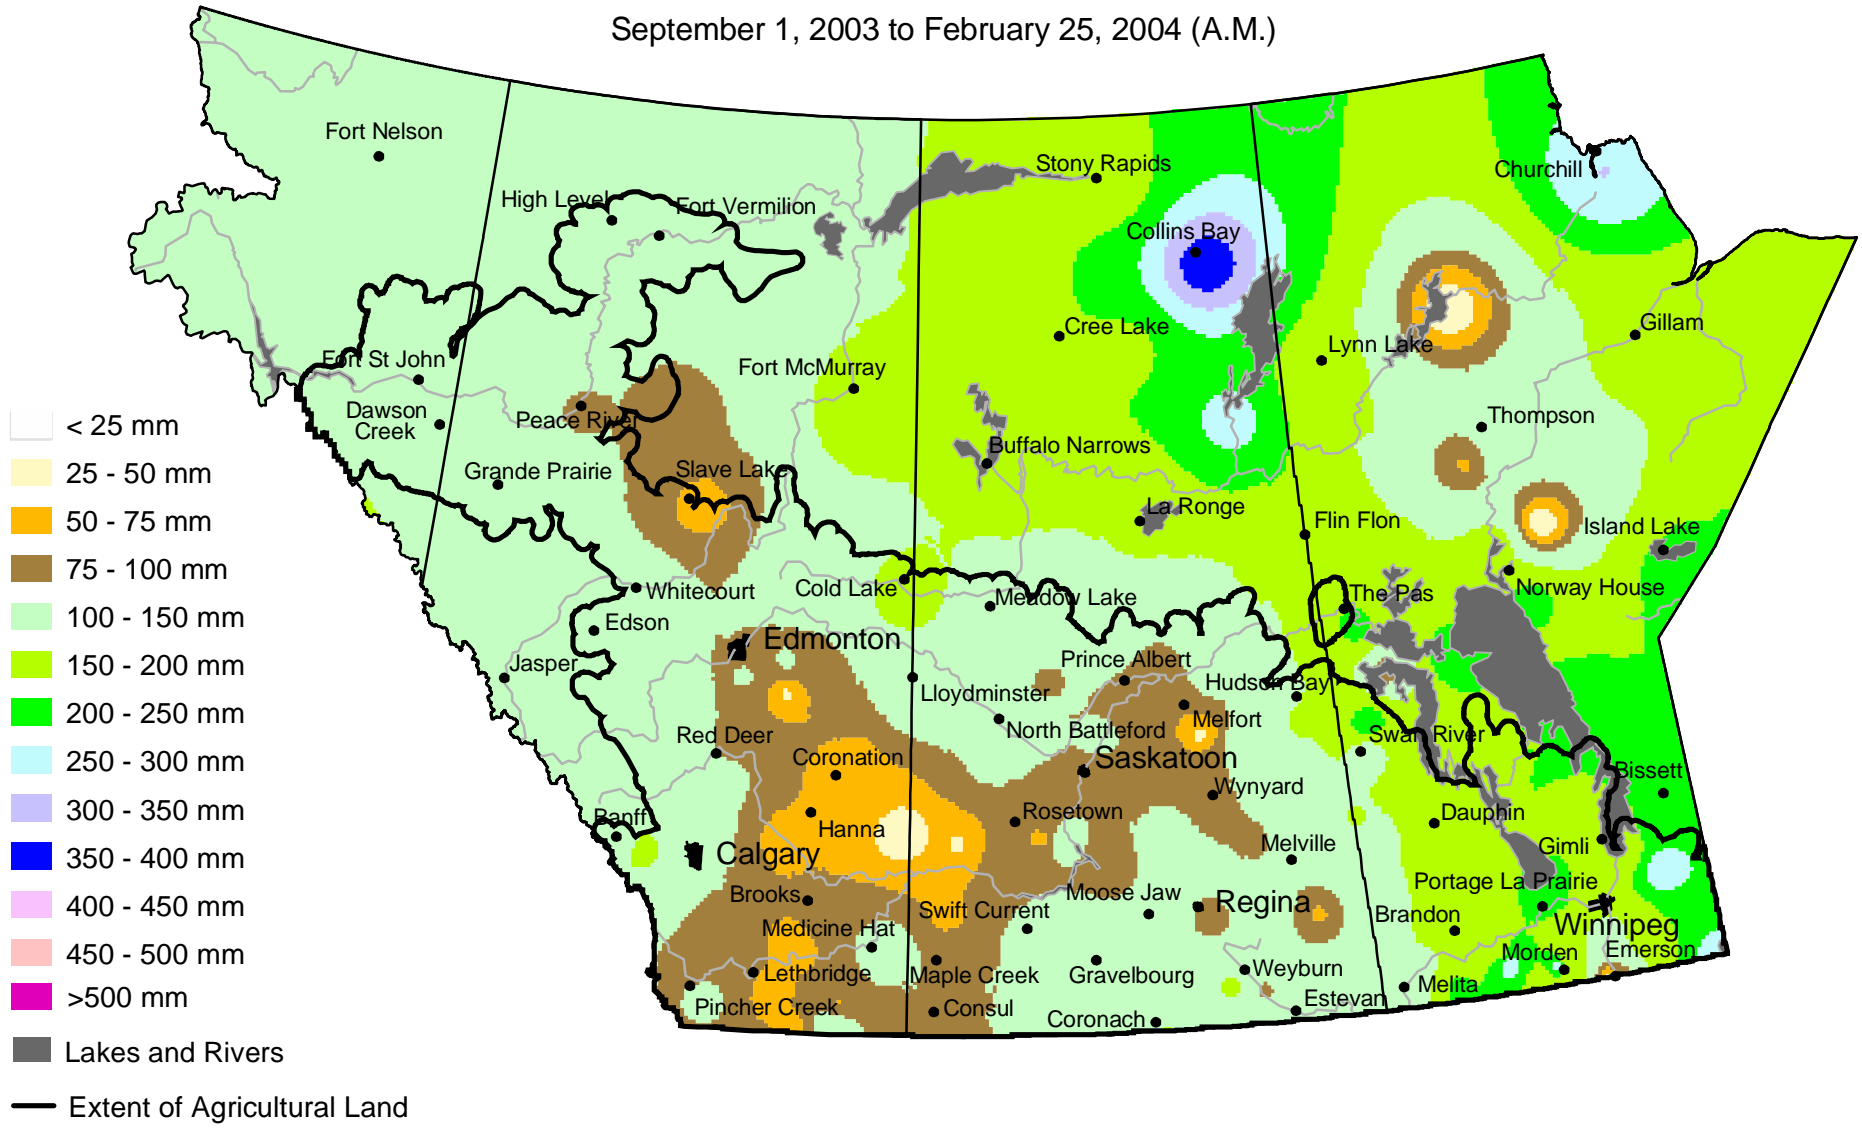 September 1, 2003 to February 25, 2004 (A.M.)
Fort Nelson
Stony Rapids
Churchill
High Level
Fort Vermilion
Collins Bay
Gillam
Cree Lake
Lynn Lake
Fort St John
Fort McMurray
Dawson
Creek
Peace River
Thompson
Buffalo Narrows
Grande Prairie
Slave Lake
La Ronge
Flin Flon
Island Lake
Whitecourt
Cold Lake
Meadow Lake
The Pas
Norway House
Edson
Edmonton
Jasper
Prince Albert
Lloydminster
Hudson Bay
North Battleford
Melfort
Red Deer
Coronation
Saskatoon
Swan River
Bissett
Wynyard
Banff
Hanna
Rosetown
Dauphin
Calgary
Melville
Gimli
Brooks
Moose Jaw
Portage La Prairie
Swift Current
Regina
Brandon
Winnipeg
Medicine Hat
Morden
Emerson
Lethbridge
Maple Creek
Gravelbourg
Weyburn
Melita
Pincher Creek
Consul
Coronach
Estevan
< 25 mm
25 - 50 mm
50 - 75 mm
75 - 100 mm
100 - 150 mm
150 - 200 mm
200 - 250 mm
250 - 300 mm
300 - 350 mm
350 - 400 mm
400 - 450 mm
450 - 500 mm
>500 mm
Lakes and Rivers
Extent of Agricultural Land